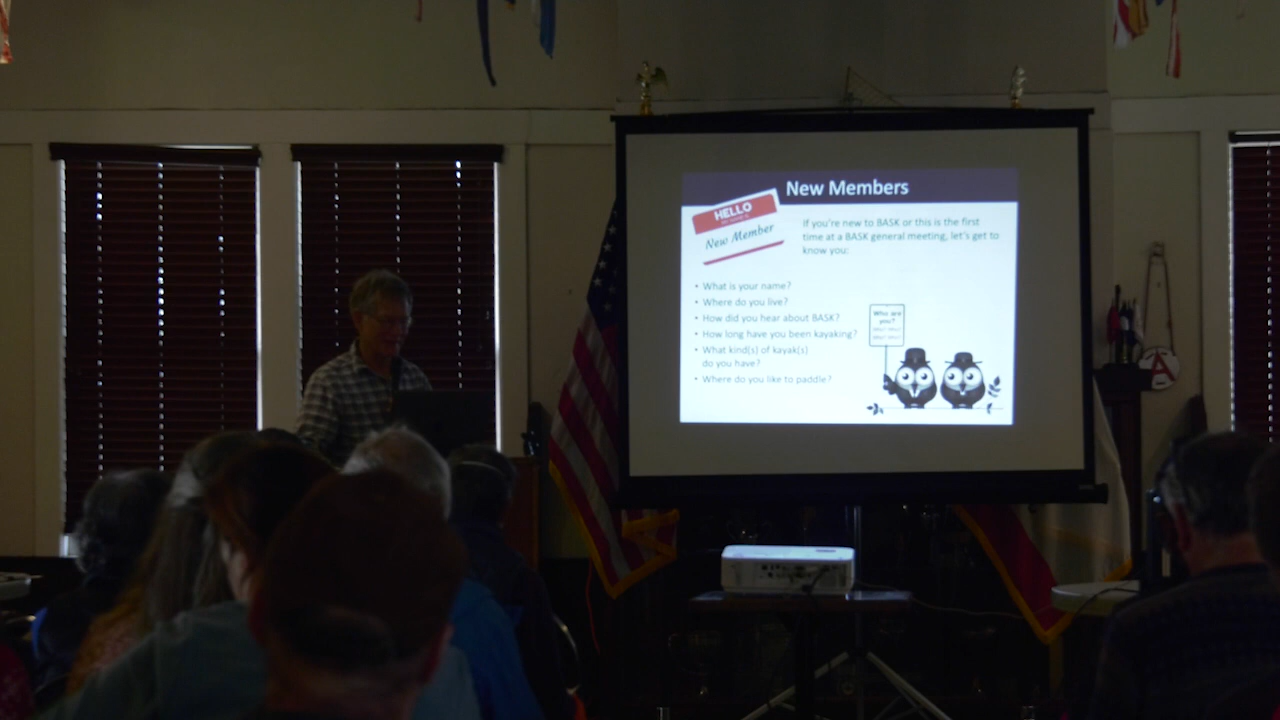 New Members
HELLO
New Member
If you're new to BASK or this is the first
time at a BASK general meeting, let's get to
know you:
• What is your name?
• Where do you live?
• How did you hear about BASK?
• How long have you been kayaking?
• What kind(s) of kayak(s)
do you have?
• Where do you like to paddle?
Who are
you?
A